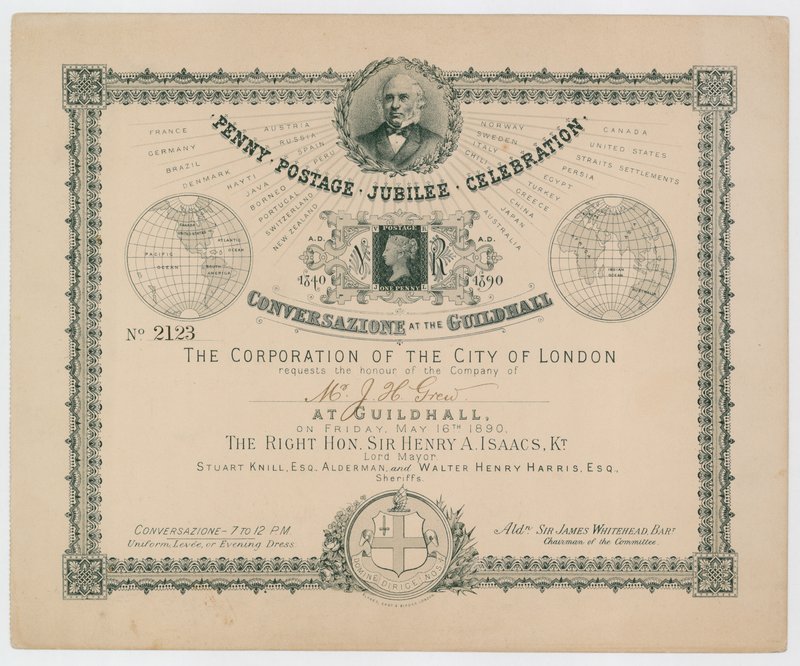 PENNY · POSTAGE · JUBILEE · CELEBRATION.
FRANCE
GERMANY
BRAZIL
DENMARK
AUSTRIA
RUSSIA
SPAIN
PERU
HAYTI
JAVA
BORNEO
PORTUGAL
SWITZERLAND
NEW ZEALAND
NORWAY
SWEDEN
ITALY
CHILI
EGYPT
TURKEY
GREECE
CHINA
JAPAN
AUSTRALIA
CANADA
UNITED STATES
STRAITS SETTLEMENTS
PERSIA
CANADA
UNITED STATES
ATLANTIC
OCEAN
PACIFIC
OCEAN
SOUTH
AMERICA
A.D. V R A.D.
1840 1890
V POSTAGE R
ONE PENNY
INDIAN
OCEAN
CONVERSAZIONE AT THE GUILDHALL
No. 2123
THE CORPORATION OF THE CITY OF LONDON
requests the honour of the Company of
Mr. J. H. Grew
AT GUILDHALL,
ON FRIDAY, MAY 16TH 1890.
THE RIGHT HON. SIR HENRY A. ISAACS, KT
Lord Mayor
STUART KNILL, ESQ., ALDERMAN, and WALTER HENRY HARRIS, ESQ.,
Sheriffs.
CONVERSAZIONE – 7 TO 12 P.M.
Uniform, Levée, or Evening Dress.
DOMINE DIRIGE NOS
Aldn. SIR JAMES WHITEHEAD, BART
Chairman of the Committee.